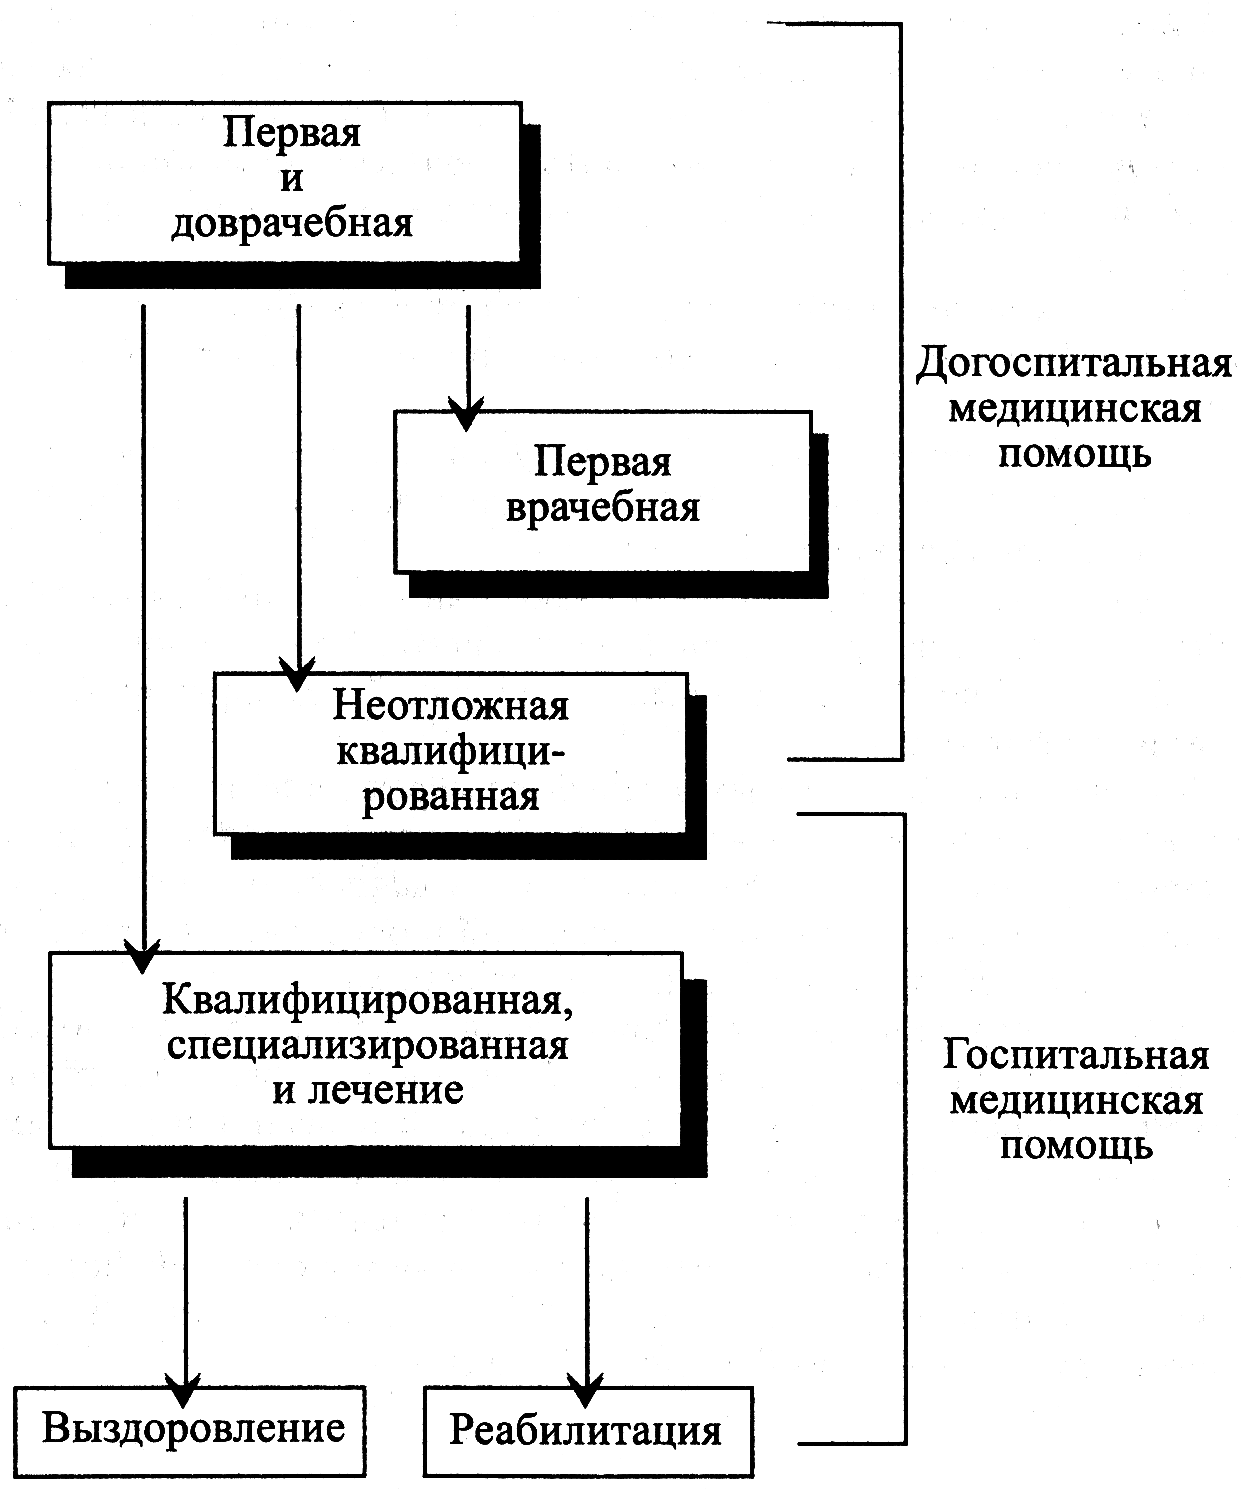 Первая
и
доврачебная
Догоспитальная
медицинская
помощь
Первая
врачебная
Неотложная
квалифици-
рованная
Квалифицированная,
специализированная
и лечение
Госпитальная
медицинская
помощь
Выздоровление
Реабилитация